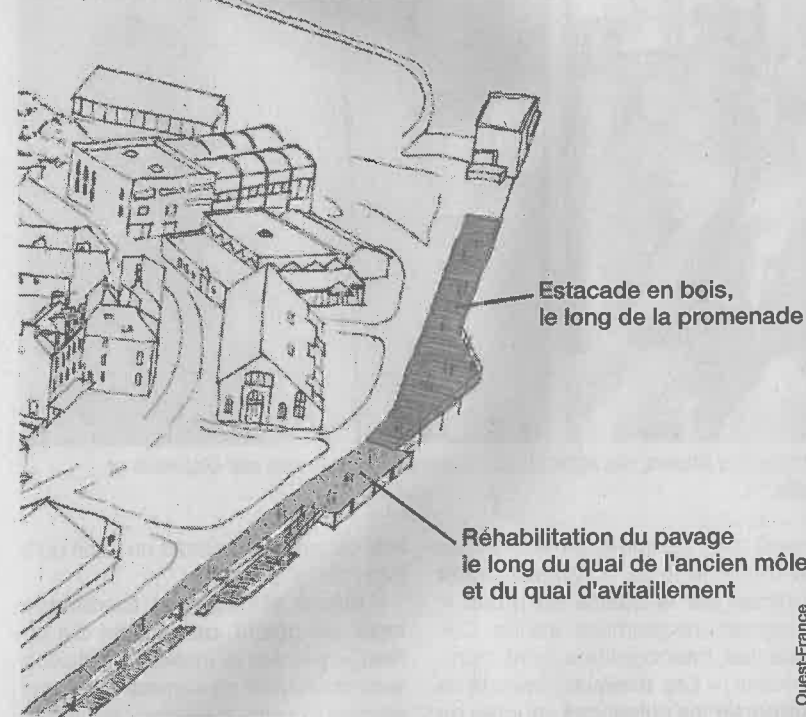 Estacade en bois,
le long de la promenade
Réhabilitation du pavage
le long du quai de l'ancien môle
et du quai d'avitaillement
Ouest-France